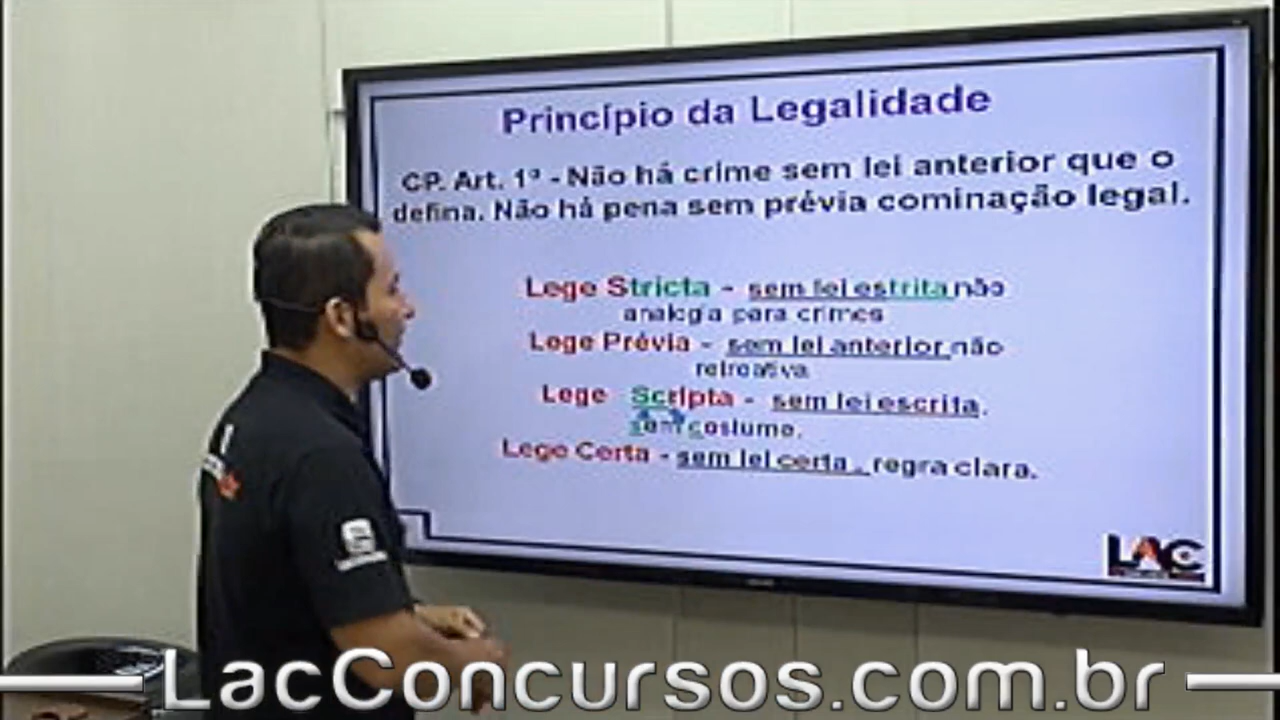 Princípio da Legalidade
CP. Art. 1º - Não há crime sem lei anterior que o
defina. Não há pena sem prévia cominação legal.
Lege Stricta - sem lei estrita não
analogia para crimes
Lege Prévia - sem lei anterior não
retroativa
Lege Scripta - sem lei escrita.
sem costume.
Lege Certa - sem lei certa . regra clara.
LAC
LacConcursos.com.br